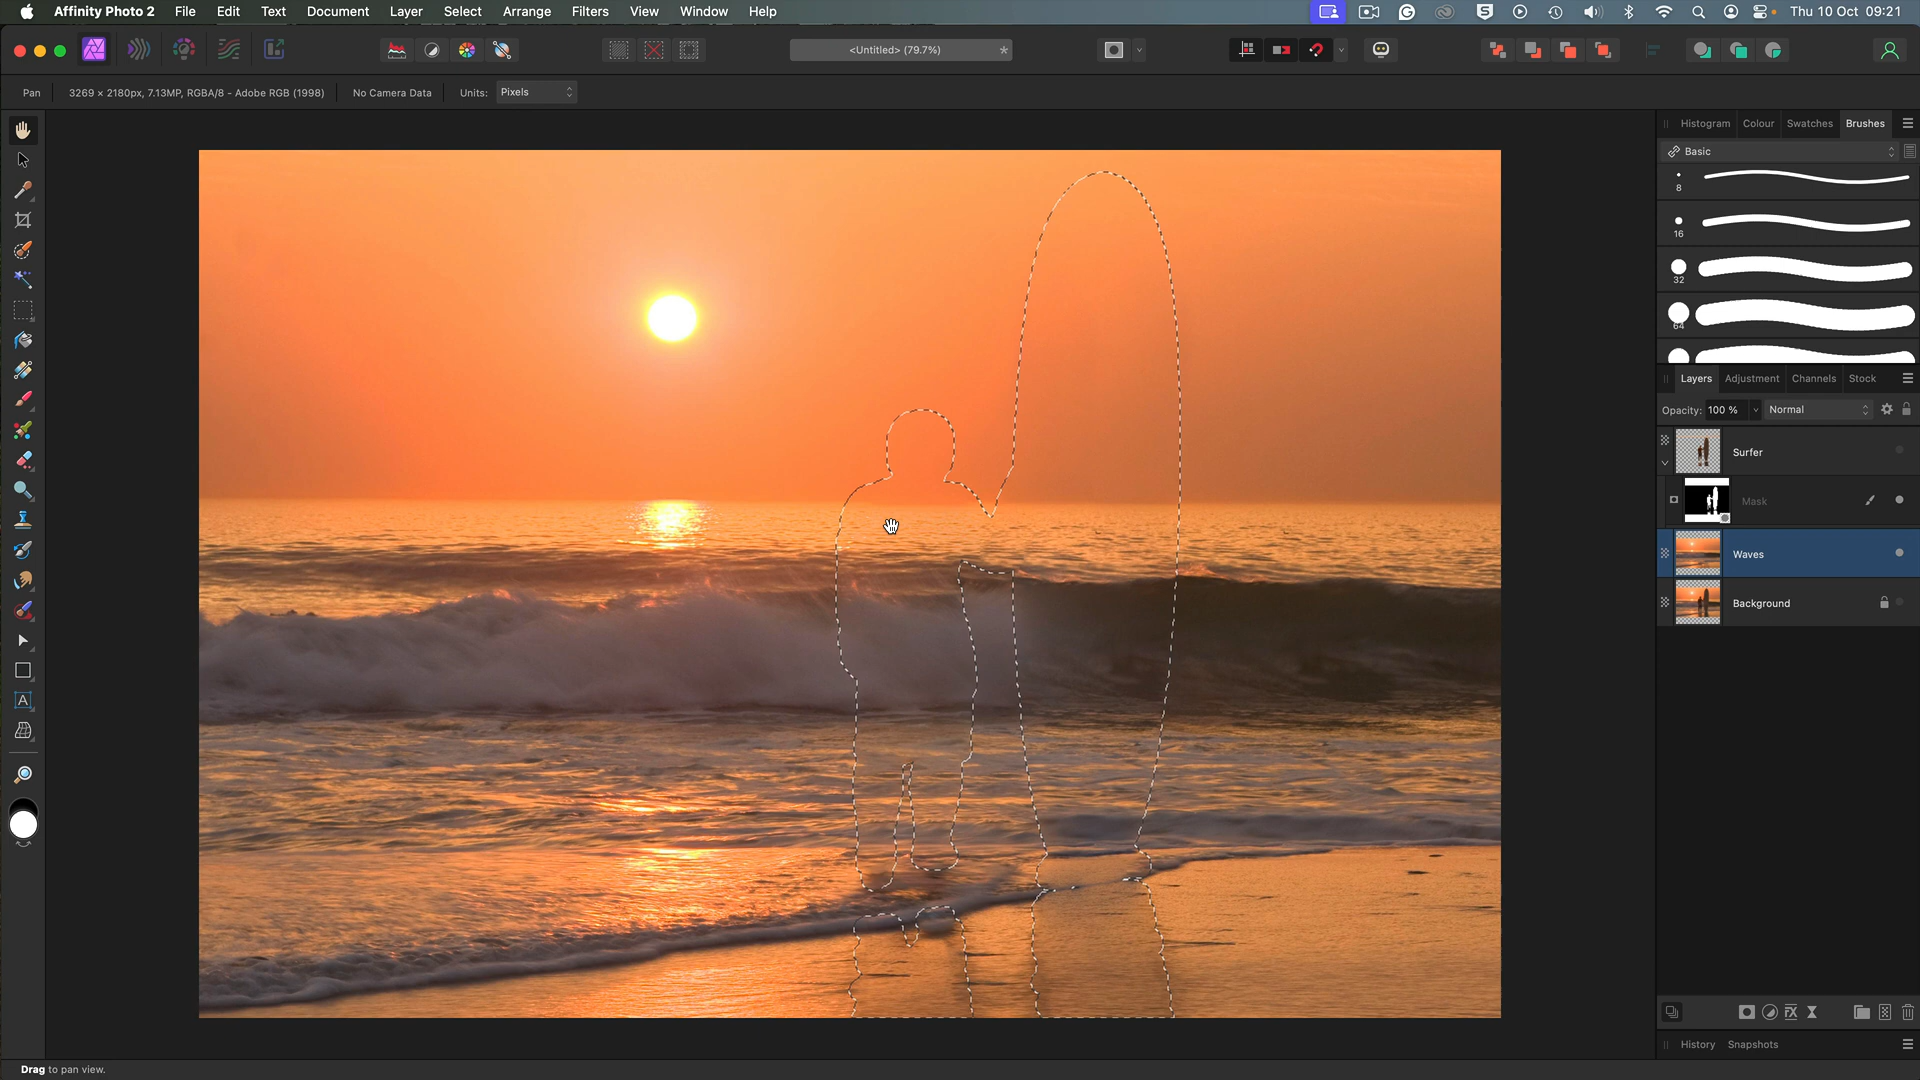 Affinity Photo 2 File Edit Text Document Layer Select Arrange Filters View Window Help Thu 10 Oct 09:21
<Untitled> (79.7%) *
Pan 3269 × 2180px, 7.13MP, RGBA/8 - Adobe RGB (1998) No Camera Data Units: Pixels
Histogram Colour Swatches Brushes
Basic
8
16
32
64
Layers Adjustment Channels Stock
Opacity: 100 % Normal
Surfer
Mask
Waves
Background
History Snapshots
Drag to pan view.